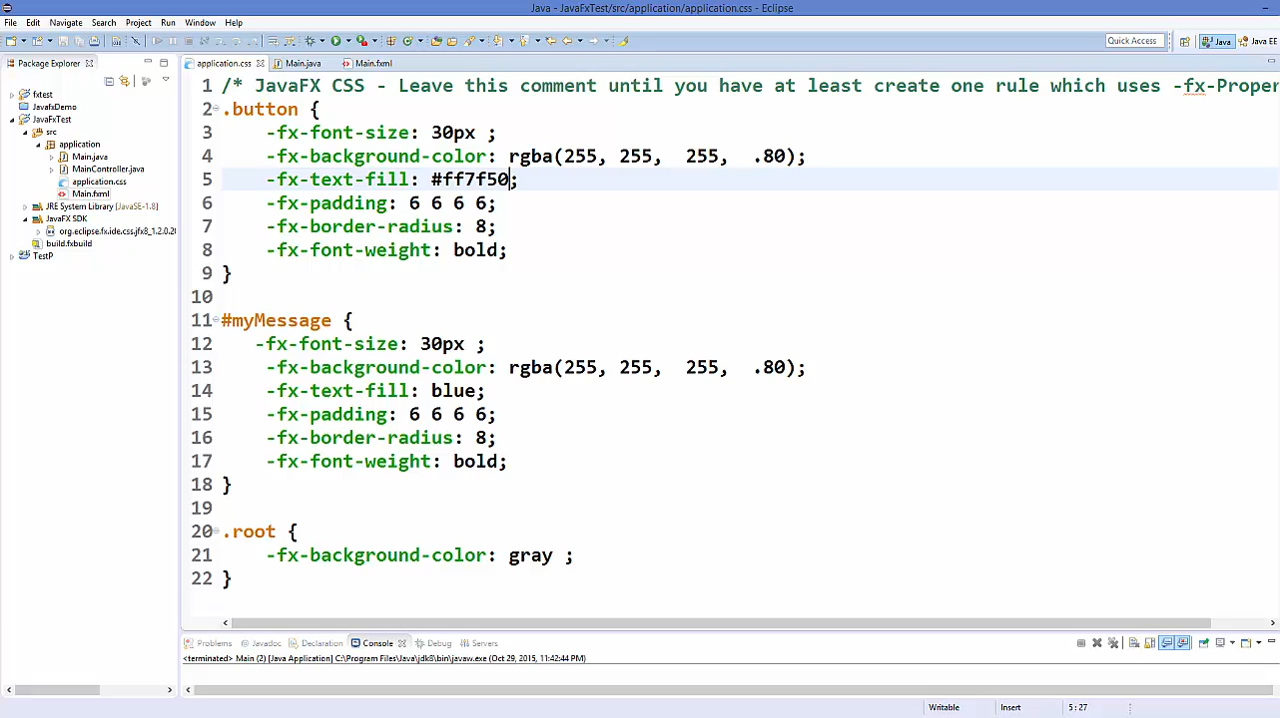 Java - JavaFxTest/src/application/application.css - Eclipse
File Edit Navigate Search Project Run Window Help
Quick Access Java Java EE
Package Explorer
application.css Main.java Main.fxml
fxtest
JavafxDemo
JavaFxTest
src
application
Main.java
MainController.java
application.css
Main.fxml
JRE System Library [JavaSE-1.8]
JavaFX SDK
org.eclipse.fx.ide.css.jfx8_1.2.0.20
build.fxbuild
TestP
1 /* JavaFX CSS - Leave this comment until you have at least create one rule which uses -fx-Proper
2 .button {
3 -fx-font-size: 30px ;
4 -fx-background-color: rgba(255, 255, 255, .80);
5 -fx-text-fill: #ff7f50;
6 -fx-padding: 6 6 6 6;
7 -fx-border-radius: 8;
8 -fx-font-weight: bold;
9 }
10
11 #myMessage {
12 -fx-font-size: 30px ;
13 -fx-background-color: rgba(255, 255, 255, .80);
14 -fx-text-fill: blue;
15 -fx-padding: 6 6 6 6;
16 -fx-border-radius: 8;
17 -fx-font-weight: bold;
18 }
19
20 .root {
21 -fx-background-color: gray ;
22 }
Problems Javadoc Declaration Console Debug Servers
<terminated> Main (2) [Java Application] C:\Program Files\Java\jdk8\bin\javaw.exe (Oct 29, 2015, 11:42:44 PM)
Writable Insert 5 : 27